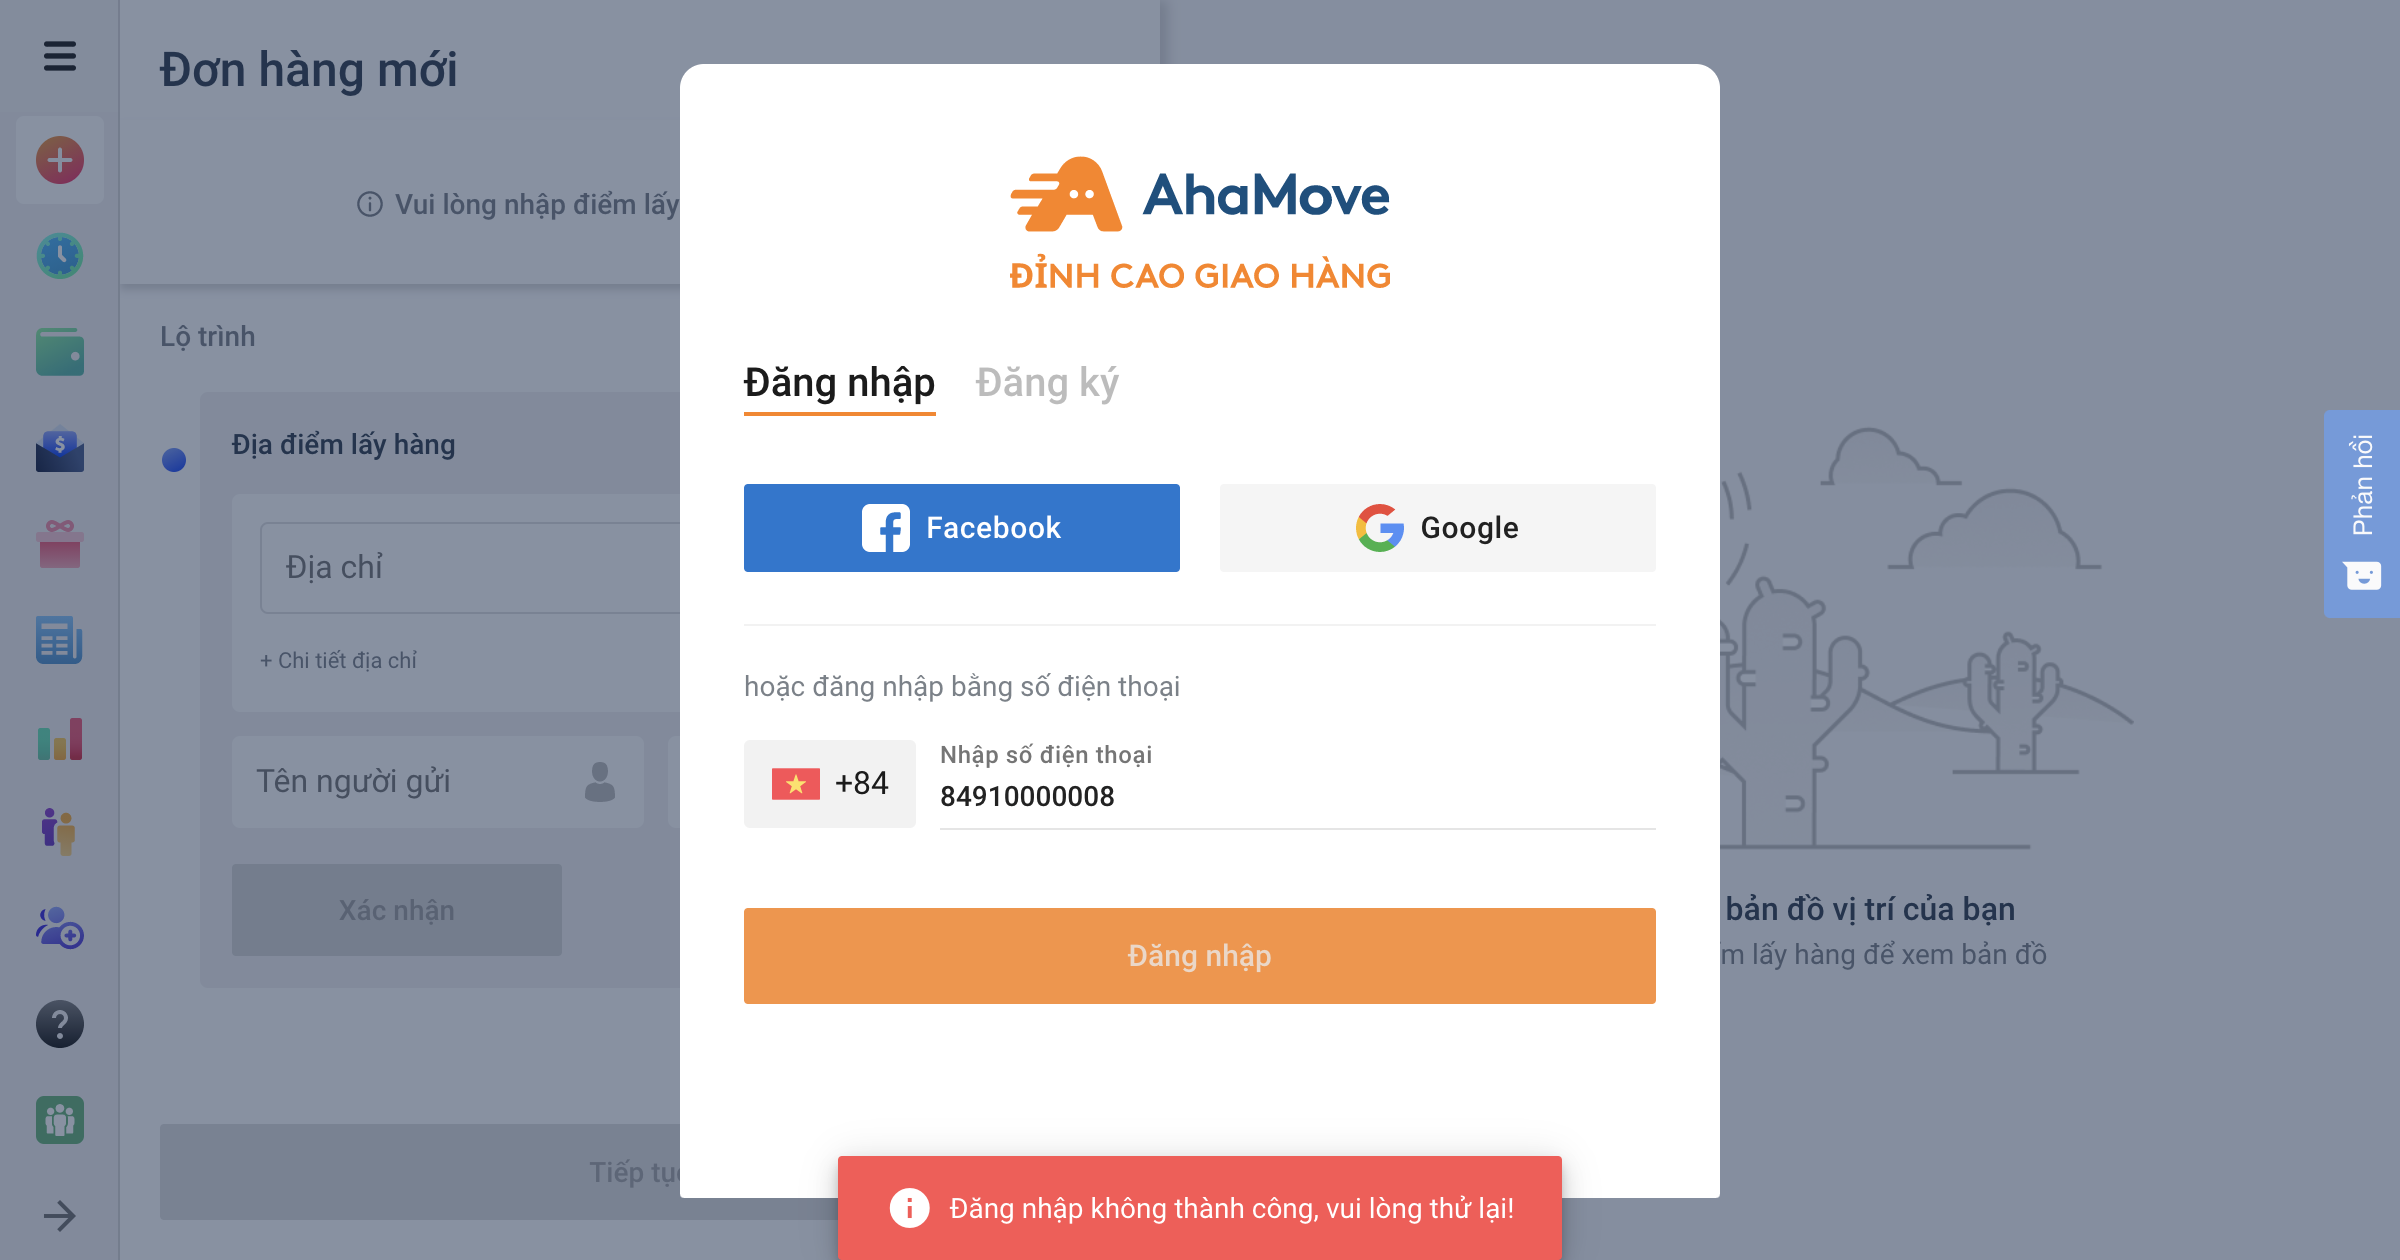 Đơn hàng mới
Vui lòng nhập điểm lấy
Lộ trình
Địa điểm lấy hàng
Địa chỉ
+ Chi tiết địa chỉ
Tên người gửi
Xác nhận
Tiếp tục
AhaMove
ĐỈNH CAO GIAO HÀNG
Đăng nhập Đăng ký
Facebook Google
hoặc đăng nhập bằng số điện thoại
Nhập số điện thoại
+84 84910000008
Đăng nhập
Đăng nhập không thành công, vui lòng thử lại!
bản đồ vị trí của bạn
lấy hàng để xem bản đồ
Phản hồi